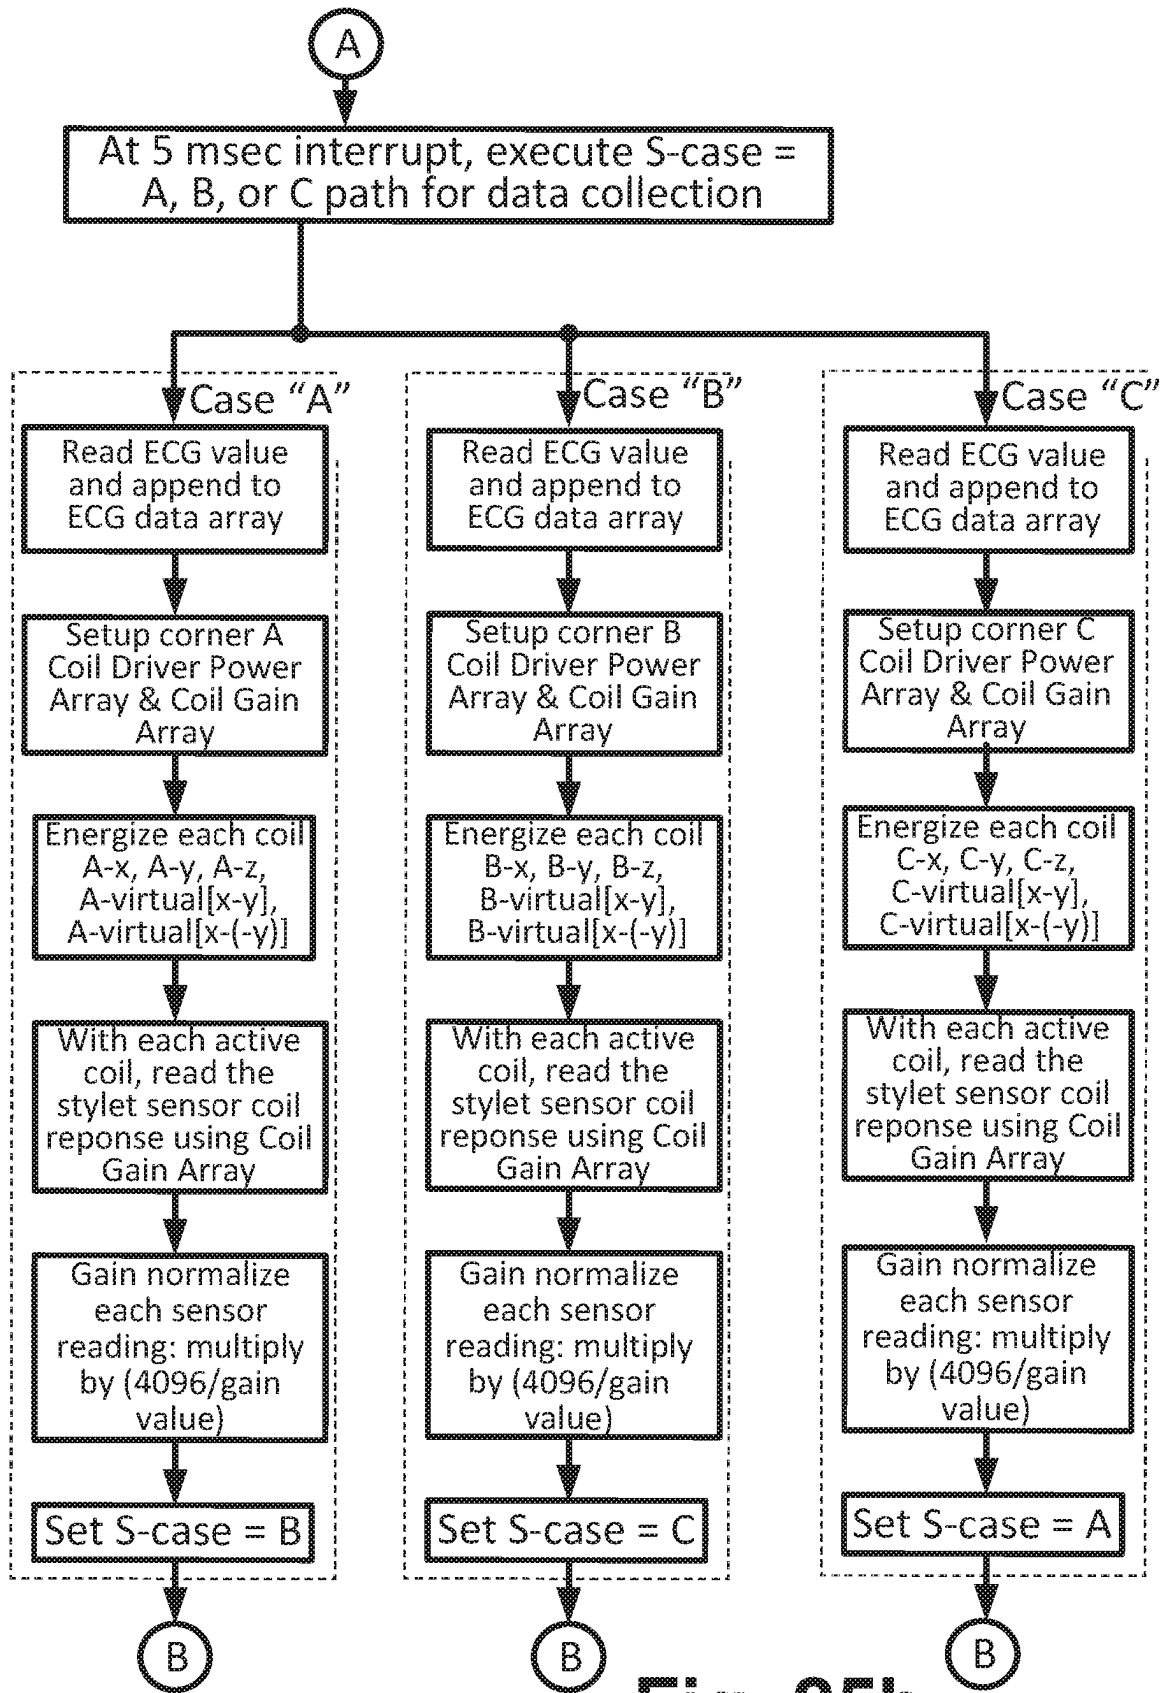 A
At 5 msec interrupt, execute S-case =
A, B, or C path for data collection
Case “A”
Read ECG value
and append to
ECG data array
Setup corner A
Coil Driver Power
Array & Coil Gain
Array
Energize each coil
A-x, A-y, A-z,
A-virtual[x-y],
A-virtual[x-(-y)]
With each active
coil, read the
stylet sensor coil
reponse using Coil
Gain Array
Gain normalize
each sensor
reading: multiply
by (4096/gain
value)
Set S-case = B
B
Case “B”
Read ECG value
and append to
ECG data array
Setup corner B
Coil Driver Power
Array & Coil Gain
Array
Energize each coil
B-x, B-y, B-z,
B-virtual[x-y],
B-virtual[x-(-y)]
With each active
coil, read the
stylet sensor coil
reponse using Coil
Gain Array
Gain normalize
each sensor
reading: multiply
by (4096/gain
value)
Set S-case = C
B
Case “C”
Read ECG value
and append to
ECG data array
Setup corner C
Coil Driver Power
Array & Coil Gain
Array
Energize each coil
C-x, C-y, C-z,
C-virtual[x-y],
C-virtual[x-(-y)]
With each active
coil, read the
stylet sensor coil
reponse using Coil
Gain Array
Gain normalize
each sensor
reading: multiply
by (4096/gain
value)
Set S-case = A
B